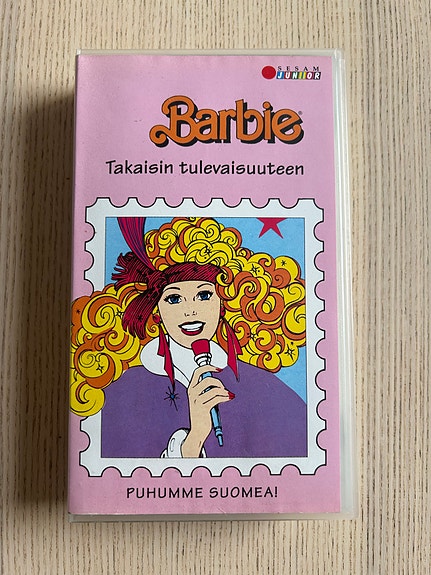 SESAM
JUNIOR
Barbie®
Takaisin tulevaisuuteen
PUHUMME SUOMEA!